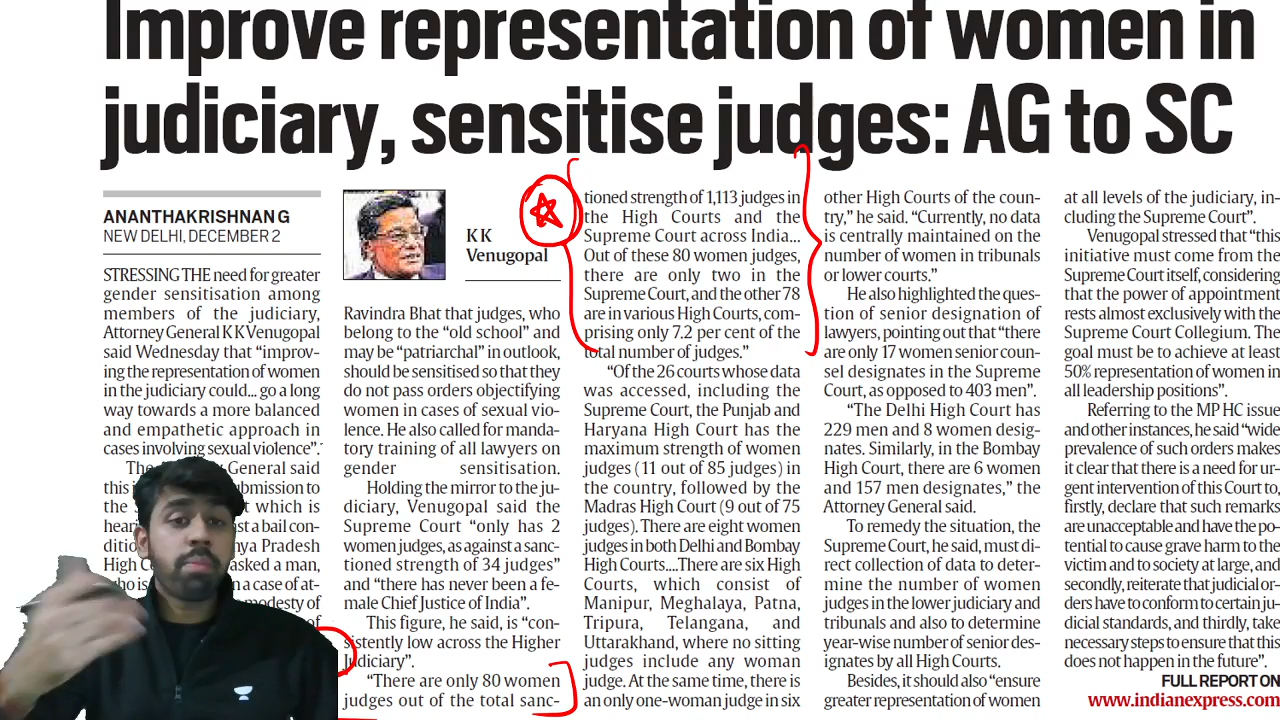 Improve representation of women in
judiciary, sensitise judges: AG to SC
ANANTHAKRISHNAN G
NEW DELHI, DECEMBER 2
STRESSING THE need for greater
gender sensitisation among
members of the judiciary,
Attorney General K K Venugopal
said Wednesday that “improv-
ing the representation of women
in the judiciary could... go a long
way towards a more balanced
and empathetic approach in
cases involving sexual violence”.
The General said
this submission to
the which is
a bail con-
Pradesh
High asked a man,
in a case of at-
modesty of
of
K K
Venugopal
Ravindra Bhat that judges, who
belong to the “old school” and
may be “patriarchal” in outlook,
should be sensitised so that they
do not pass orders objectifying
women in cases of sexual vio-
lence. He also called for manda-
tory training of all lawyers on
gender sensitisation.
Holding the mirror to the ju-
diciary, Venugopal said the
Supreme Court “only has 2
women judges, as against a sanc-
tioned strength of 34 judges”
and “there has never been a fe-
male Chief Justice of India”.
This figure, he said, is “con-
sistently low across the Higher
Judiciary”.
“There are only 80 women
judges out of the total sanc-
tioned strength of 1,113 judges in
the High Courts and the
Supreme Court across India...
Out of these 80 women judges,
there are only two in the
Supreme Court, and the other 78
are in various High Courts, com-
prising only 7.2 per cent of the
total number of judges.”
“Of the 26 courts whose data
was accessed, including the
Supreme Court, the Punjab and
Haryana High Court has the
maximum strength of women
judges (11 out of 85 judges) in
the country, followed by the
Madras High Court (9 out of 75
judges). There are eight women
judges in both Delhi and Bombay
High Courts....There are six High
Courts, which consist of
Manipur, Meghalaya, Patna,
Tripura, Telangana, and
Uttarakhand, where no sitting
judges include any woman
judge. At the same time, there is
an only one-woman judge in six
other High Courts of the coun-
try,” he said. “Currently, no data
is centrally maintained on the
number of women in tribunals
or lower courts.”
He also highlighted the ques-
tion of senior designation of
lawyers, pointing out that “there
are only 17 women senior coun-
sel designates in the Supreme
Court, as opposed to 403 men”.
“The Delhi High Court has
229 men and 8 women desig-
nates. Similarly, in the Bombay
High Court, there are 6 women
and 157 men designates,” the
Attorney General said.
To remedy the situation, the
Supreme Court, he said, must di-
rect collection of data to deter-
mine the number of women
judges in the lower judiciary and
tribunals and also to determine
year-wise number of senior des-
ignates by all High Courts.
Besides, it should also “ensure
greater representation of women
at all levels of the judiciary, in-
cluding the Supreme Court”.
Venugopal stressed that “this
initiative must come from the
Supreme Court itself, considering
that the power of appointment
rests almost exclusively with the
Supreme Court Collegium. The
goal must be to achieve at least
50% representation of women in
all leadership positions”.
Referring to the MP HC issue
and other instances, he said “wide
prevalence of such orders makes
it clear that there is a need for ur-
gent intervention of this Court to,
firstly, declare that such remarks
are unacceptable and have the po-
tential to cause grave harm to the
victim and to society at large, and
secondly, reiterate that judicial or-
ders have to conform to certain ju-
dicial standards, and thirdly, take
necessary steps to ensure that this
does not happen in the future”.
FULL REPORT ON
www.indianexpress.com